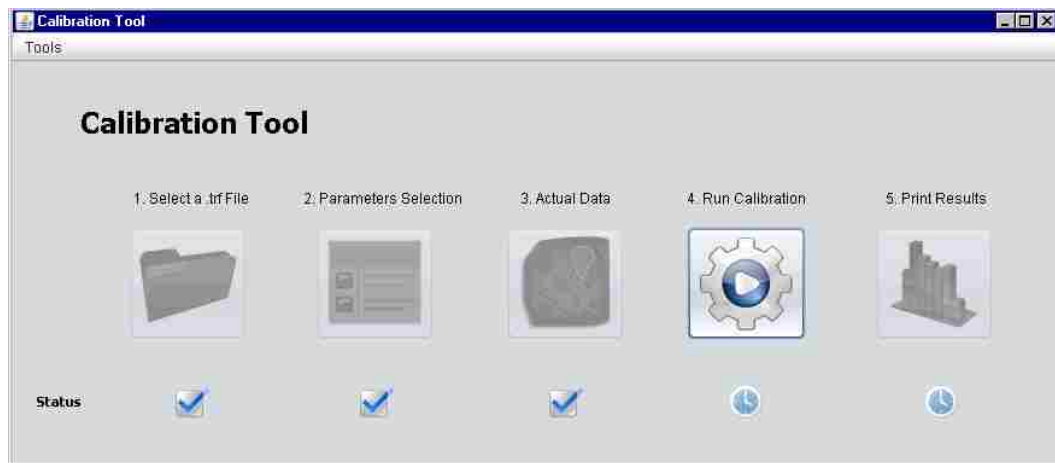 Calibration Tool
Tools
Calibration Tool
1. Select a .trf File
2. Parameters Selection
3. Actual Data
4. Run Calibration
5. Print Results
Status